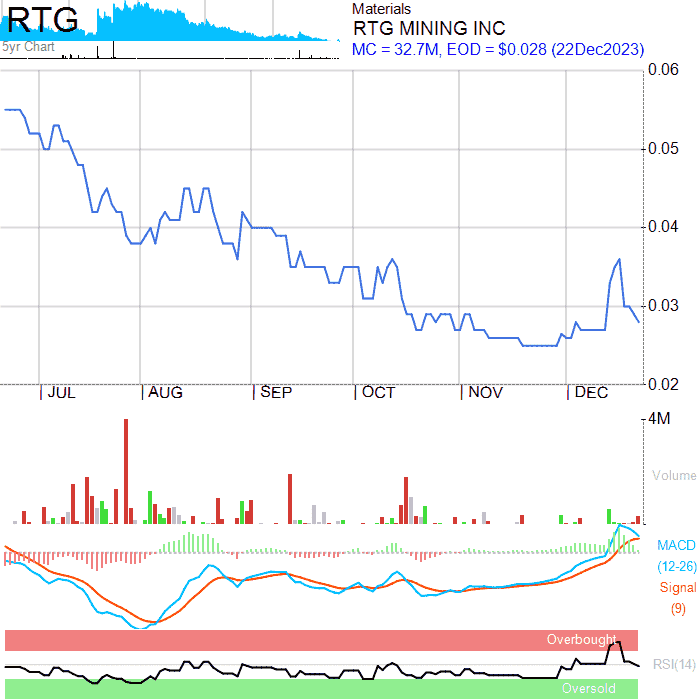 RTG
5yr Chart
Materials
RTG MINING INC
MC = 32.7M, EOD = $0.028 (22Dec2023)
0.06
0.05
0.04
0.03
0.02
JUL AUG SEP OCT NOV DEC
4M
Volume
MACD
(12-26)
Signal
(9)
Overbought
RSI(14)
Oversold